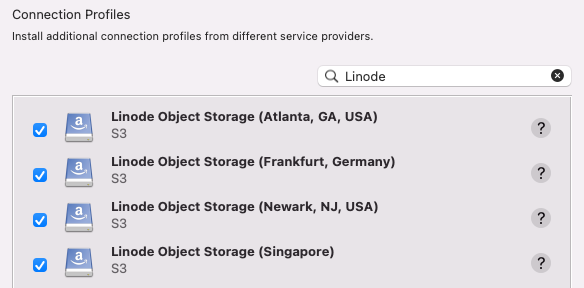 Connection Profiles
Install additional connection profiles from different service providers.
Linode
Linode Object Storage (Atlanta, GA, USA)
S3
?
Linode Object Storage (Frankfurt, Germany)
S3
?
Linode Object Storage (Newark, NJ, USA)
S3
?
Linode Object Storage (Singapore)
S3
?